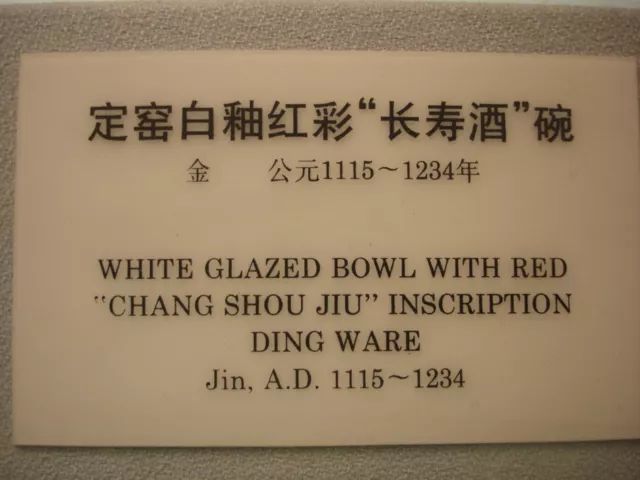 定窑白釉红彩“长寿酒”碗
金 公元1115～1234年
WHITE GLAZED BOWL WITH RED
"CHANG SHOU JIU" INSCRIPTION
DING WARE
Jin, A.D. 1115～1234